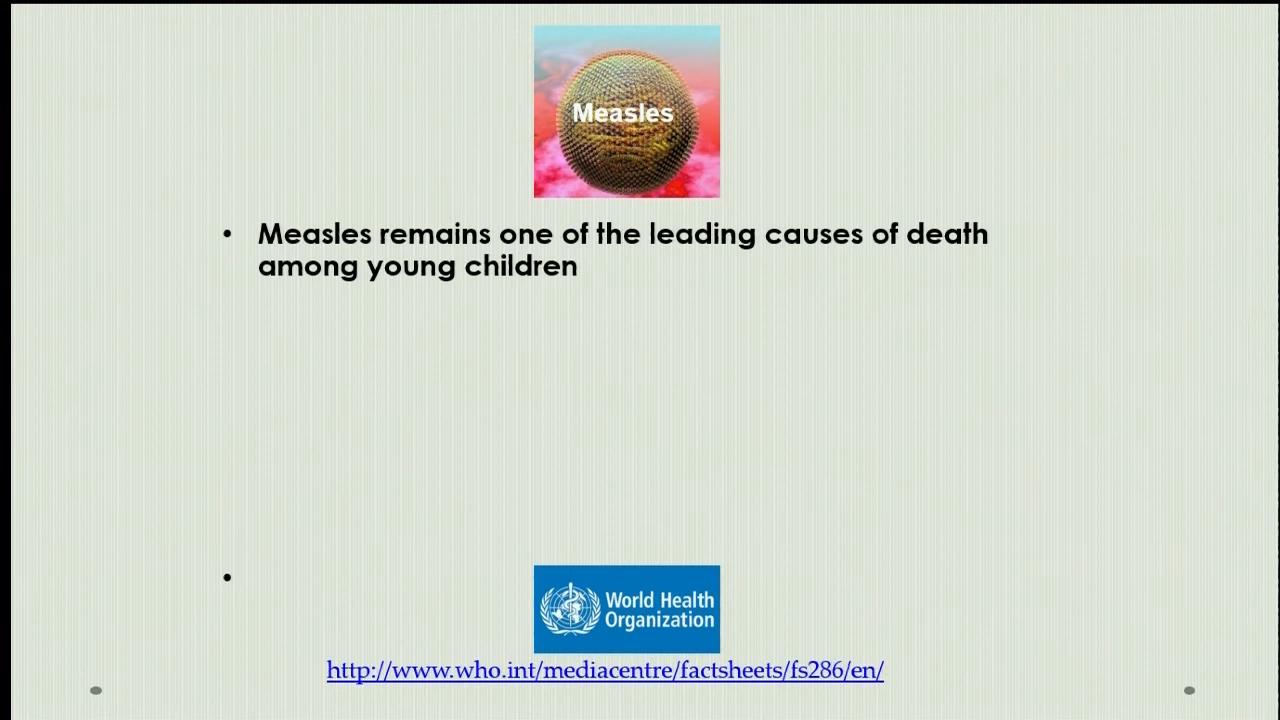 Measles
• Measles remains one of the leading causes of death
among young children
•
World Health
Organization
http://www.who.int/mediacentre/factsheets/fs286/en/